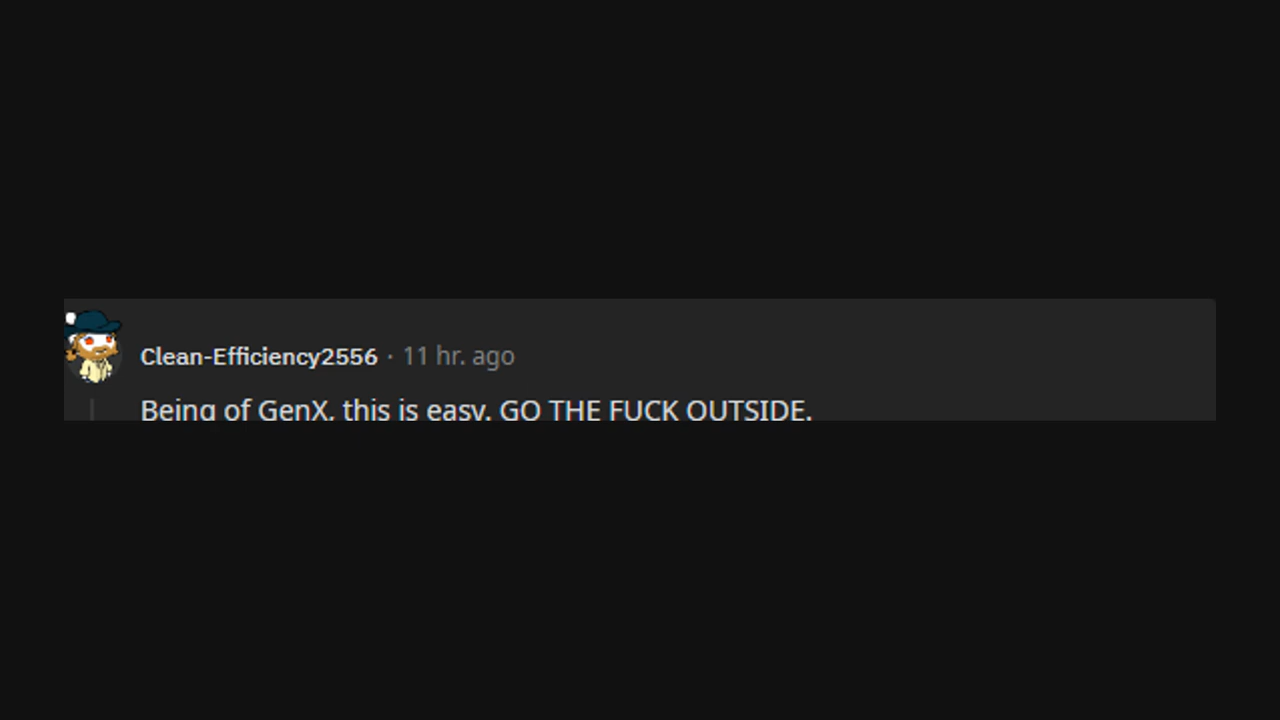 Clean-Efficiency2556 · 11 hr. ago
Being of GenX, this is easy. GO THE FUCK OUTSIDE.